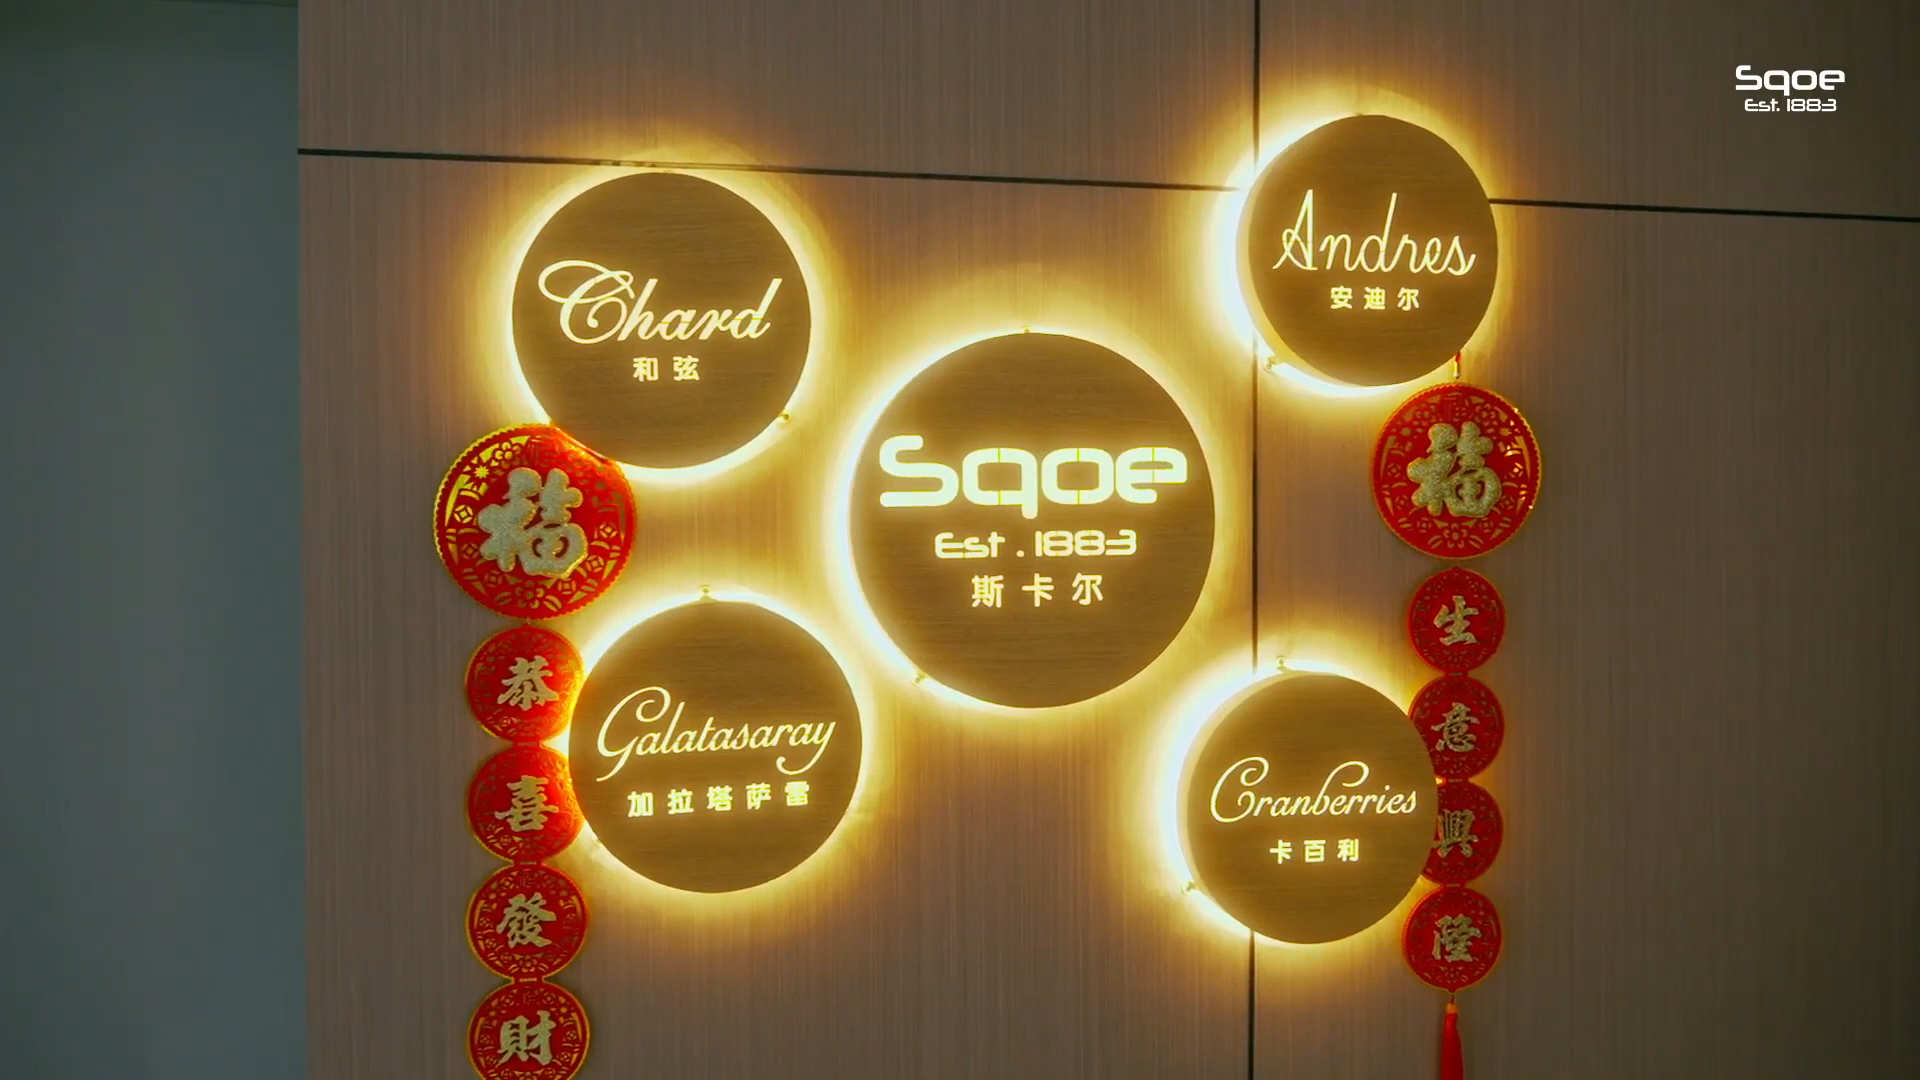 Sqoe
Est. 1883
Chard
和弦
Andres
安迪尔
Sqoe
Est . 1883
斯卡尔
Galatasaray
加拉塔萨雷
Cranberries
卡百利
福
恭
喜
發
財
福
生
意
興
隆